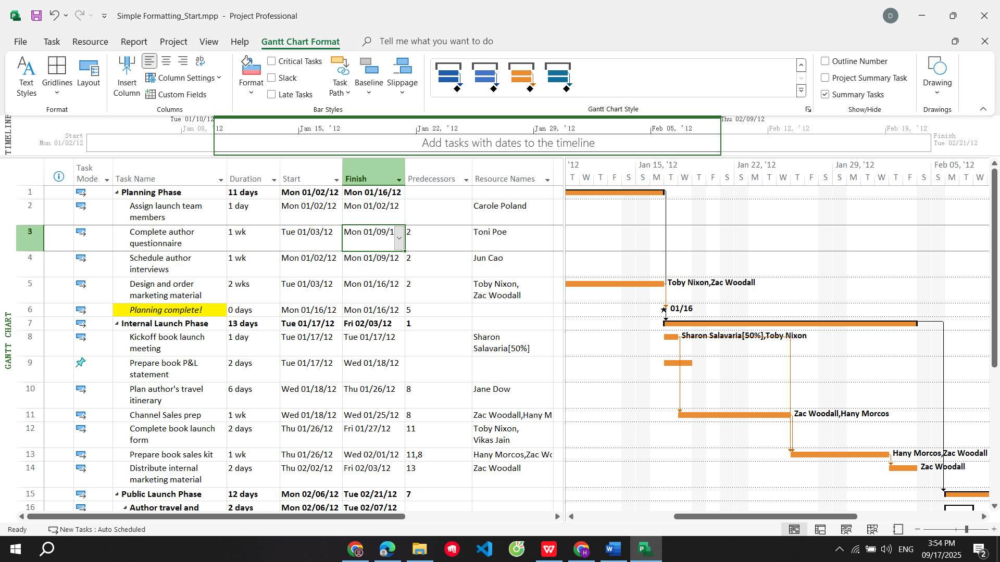 Simple Formatting_Start.mpp - Project Professional
D
File Task Resource Report Project View Help Gantt Chart Format Tell me what you want to do
Text Styles
Gridlines
Layout
Format
Insert Column
ab
c
Column Settings
Custom Fields
Columns
Format
Critical Tasks
Slack
Late Tasks
Task Path
Baseline
Slippage
Bar Styles
Gantt Chart Style
Outline Number
Project Summary Task
Summary Tasks
Show/Hide
Drawing
Drawings
TIMELINE
Tue 01/10/12
Thu 02/09/12
Jan 08, '12
Jan 15, '12
Jan 22, '12
Jan 29, '12
Feb 05, '12
Feb 12, '12
Feb 19, '12
Start
Mon 01/02/12
Add tasks with dates to the timeline
Finish
Tue 02/21/12
GANTT CHART
Task Mode Task Name Duration Start Finish Predecessors Resource Names
1 Planning Phase 11 days Mon 01/02/12 Mon 01/16/12
2 Assign launch team members 1 day Mon 01/02/12 Mon 01/02/12 Carole Poland
3 Complete author questionnaire 1 wk Tue 01/03/12 Mon 01/09/1 2 Toni Poe
4 Schedule author interviews 1 wk Mon 01/02/12 Mon 01/09/12 2 Jun Cao
5 Design and order marketing material 2 wks Tue 01/03/12 Mon 01/16/12 2 Toby Nixon, Zac Woodall
6 Planning complete! 0 days Mon 01/16/12 Mon 01/16/12 5
7 Internal Launch Phase 13 days Tue 01/17/12 Fri 02/03/12 1
8 Kickoff book launch meeting 1 day Tue 01/17/12 Tue 01/17/12 Sharon Salavaria[50%]
9 Prepare book P&L statement 2 days Tue 01/17/12 Wed 01/18/12
10 Plan author's travel itinerary 6 days Wed 01/18/12 Thu 01/26/12 8 Jane Dow
11 Channel Sales prep 1 wk Wed 01/18/12 Wed 01/25/12 8 Zac Woodall,Hany M
12 Complete book launch form 2 days Thu 01/26/12 Fri 01/27/12 11 Toby Nixon, Vikas Jain
13 Prepare book sales kit 1 wk Thu 01/26/12 Wed 02/01/12 11,8 Hany Morcos,Zac Wo
14 Distribute internal marketing material 2 days Thu 02/02/12 Fri 02/03/12 13 Zac Woodall
15 Public Launch Phase 12 days Mon 02/06/12 Tue 02/21/12 7
16 Author travel and 2 days Mon 02/06/12 Tue 02/07/12
'12 Jan 15, '12 Jan 22, '12 Jan 29, '12 Feb 05, '12
T W T F S S M T W T F S S M T W T F S S M T W T F S S M T W
Toby Nixon,Zac Woodall
01/16
Sharon Salavaria[50%],Toby Nixon
Zac Woodall,Hany Morcos
Hany Morcos,Zac Woodall
Zac Woodall
Ready New Tasks : Auto Scheduled
ENG
3:54 PM
09/17/2025
2